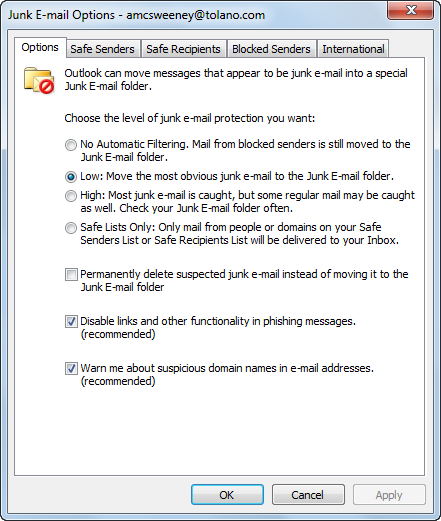 Junk E-mail Options - amcsweeney@tolano.com
Options Safe Senders Safe Recipients Blocked Senders International
Outlook can move messages that appear to be junk e-mail into a special
Junk E-mail folder.
Choose the level of junk e-mail protection you want:
No Automatic Filtering. Mail from blocked senders is still moved to the
Junk E-mail folder.
Low: Move the most obvious junk e-mail to the Junk E-mail folder.
High: Most junk e-mail is caught, but some regular mail may be caught
as well. Check your Junk E-mail folder often.
Safe Lists Only: Only mail from people or domains on your Safe
Senders List or Safe Recipients List will be delivered to your Inbox.
Permanently delete suspected junk e-mail instead of moving it to the
Junk E-mail folder
Disable links and other functionality in phishing messages.
(recommended)
Warn me about suspicious domain names in e-mail addresses.
(recommended)
OK Cancel Apply